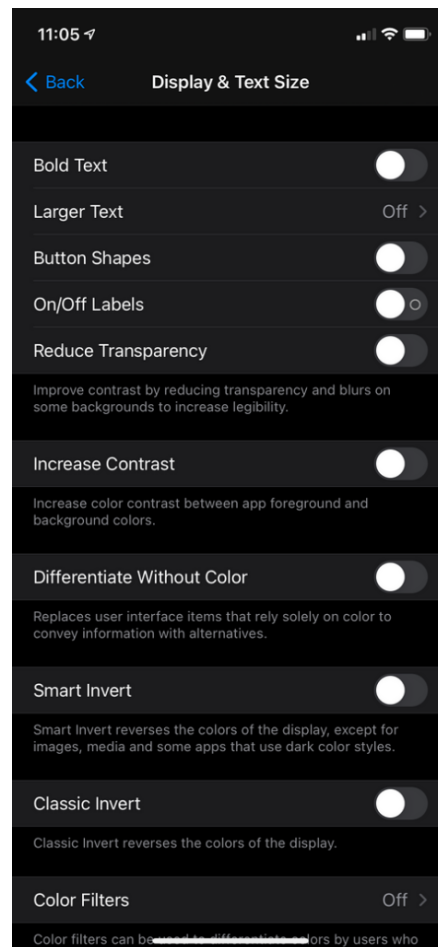 11:05
Back
Display & Text Size
Bold Text
Larger Text Off
Button Shapes
On/Off Labels
Reduce Transparency
Improve contrast by reducing transparency and blurs on
some backgrounds to increase legibility.
Increase Contrast
Increase color contrast between app foreground and
background colors.
Differentiate Without Color
Replaces user interface items that rely solely on color to
convey information with alternatives.
Smart Invert
Smart Invert reverses the colors of the display, except for
images, media and some apps that use dark color styles.
Classic Invert
Classic Invert reverses the colors of the display.
Color Filters Off
Color filters can be used to differentiate colors by users who